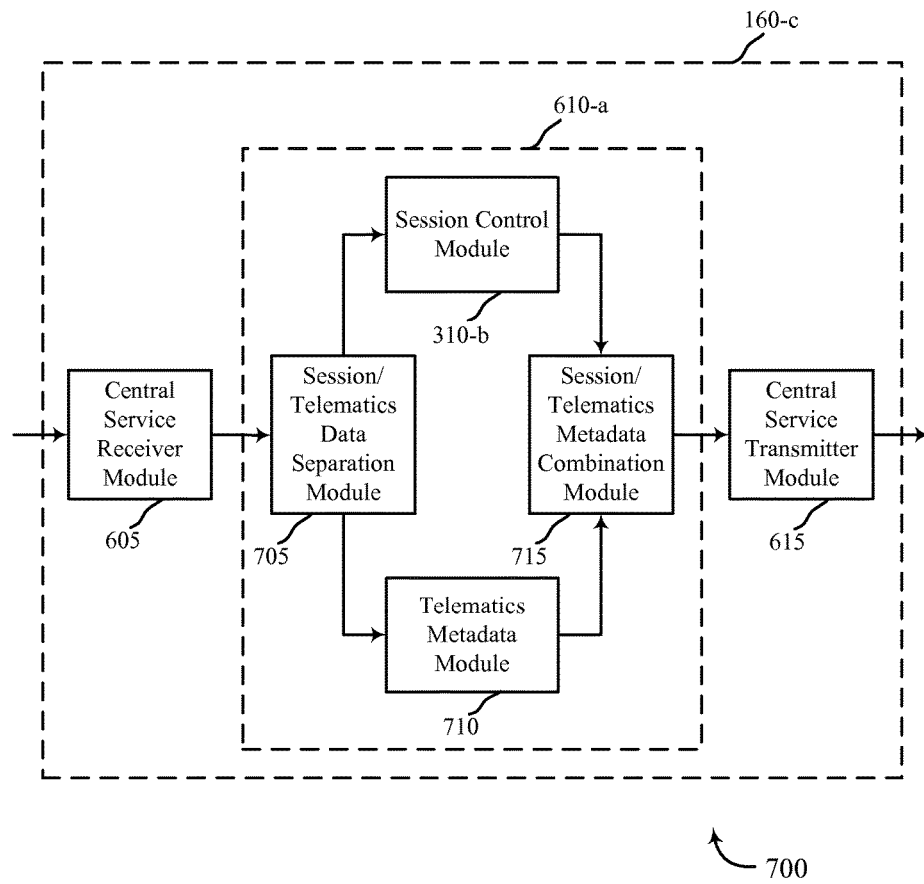 160-c
610-a
Session Control
Module
310-b
Central
Service
Receiver
Module
605
Session/
Telematics
Data
Separation
Module
705
Session/
Telematics
Metadata
Combination
Module
715
Central
Service
Transmitter
Module
615
Telematics
Metadata
Module
710
700